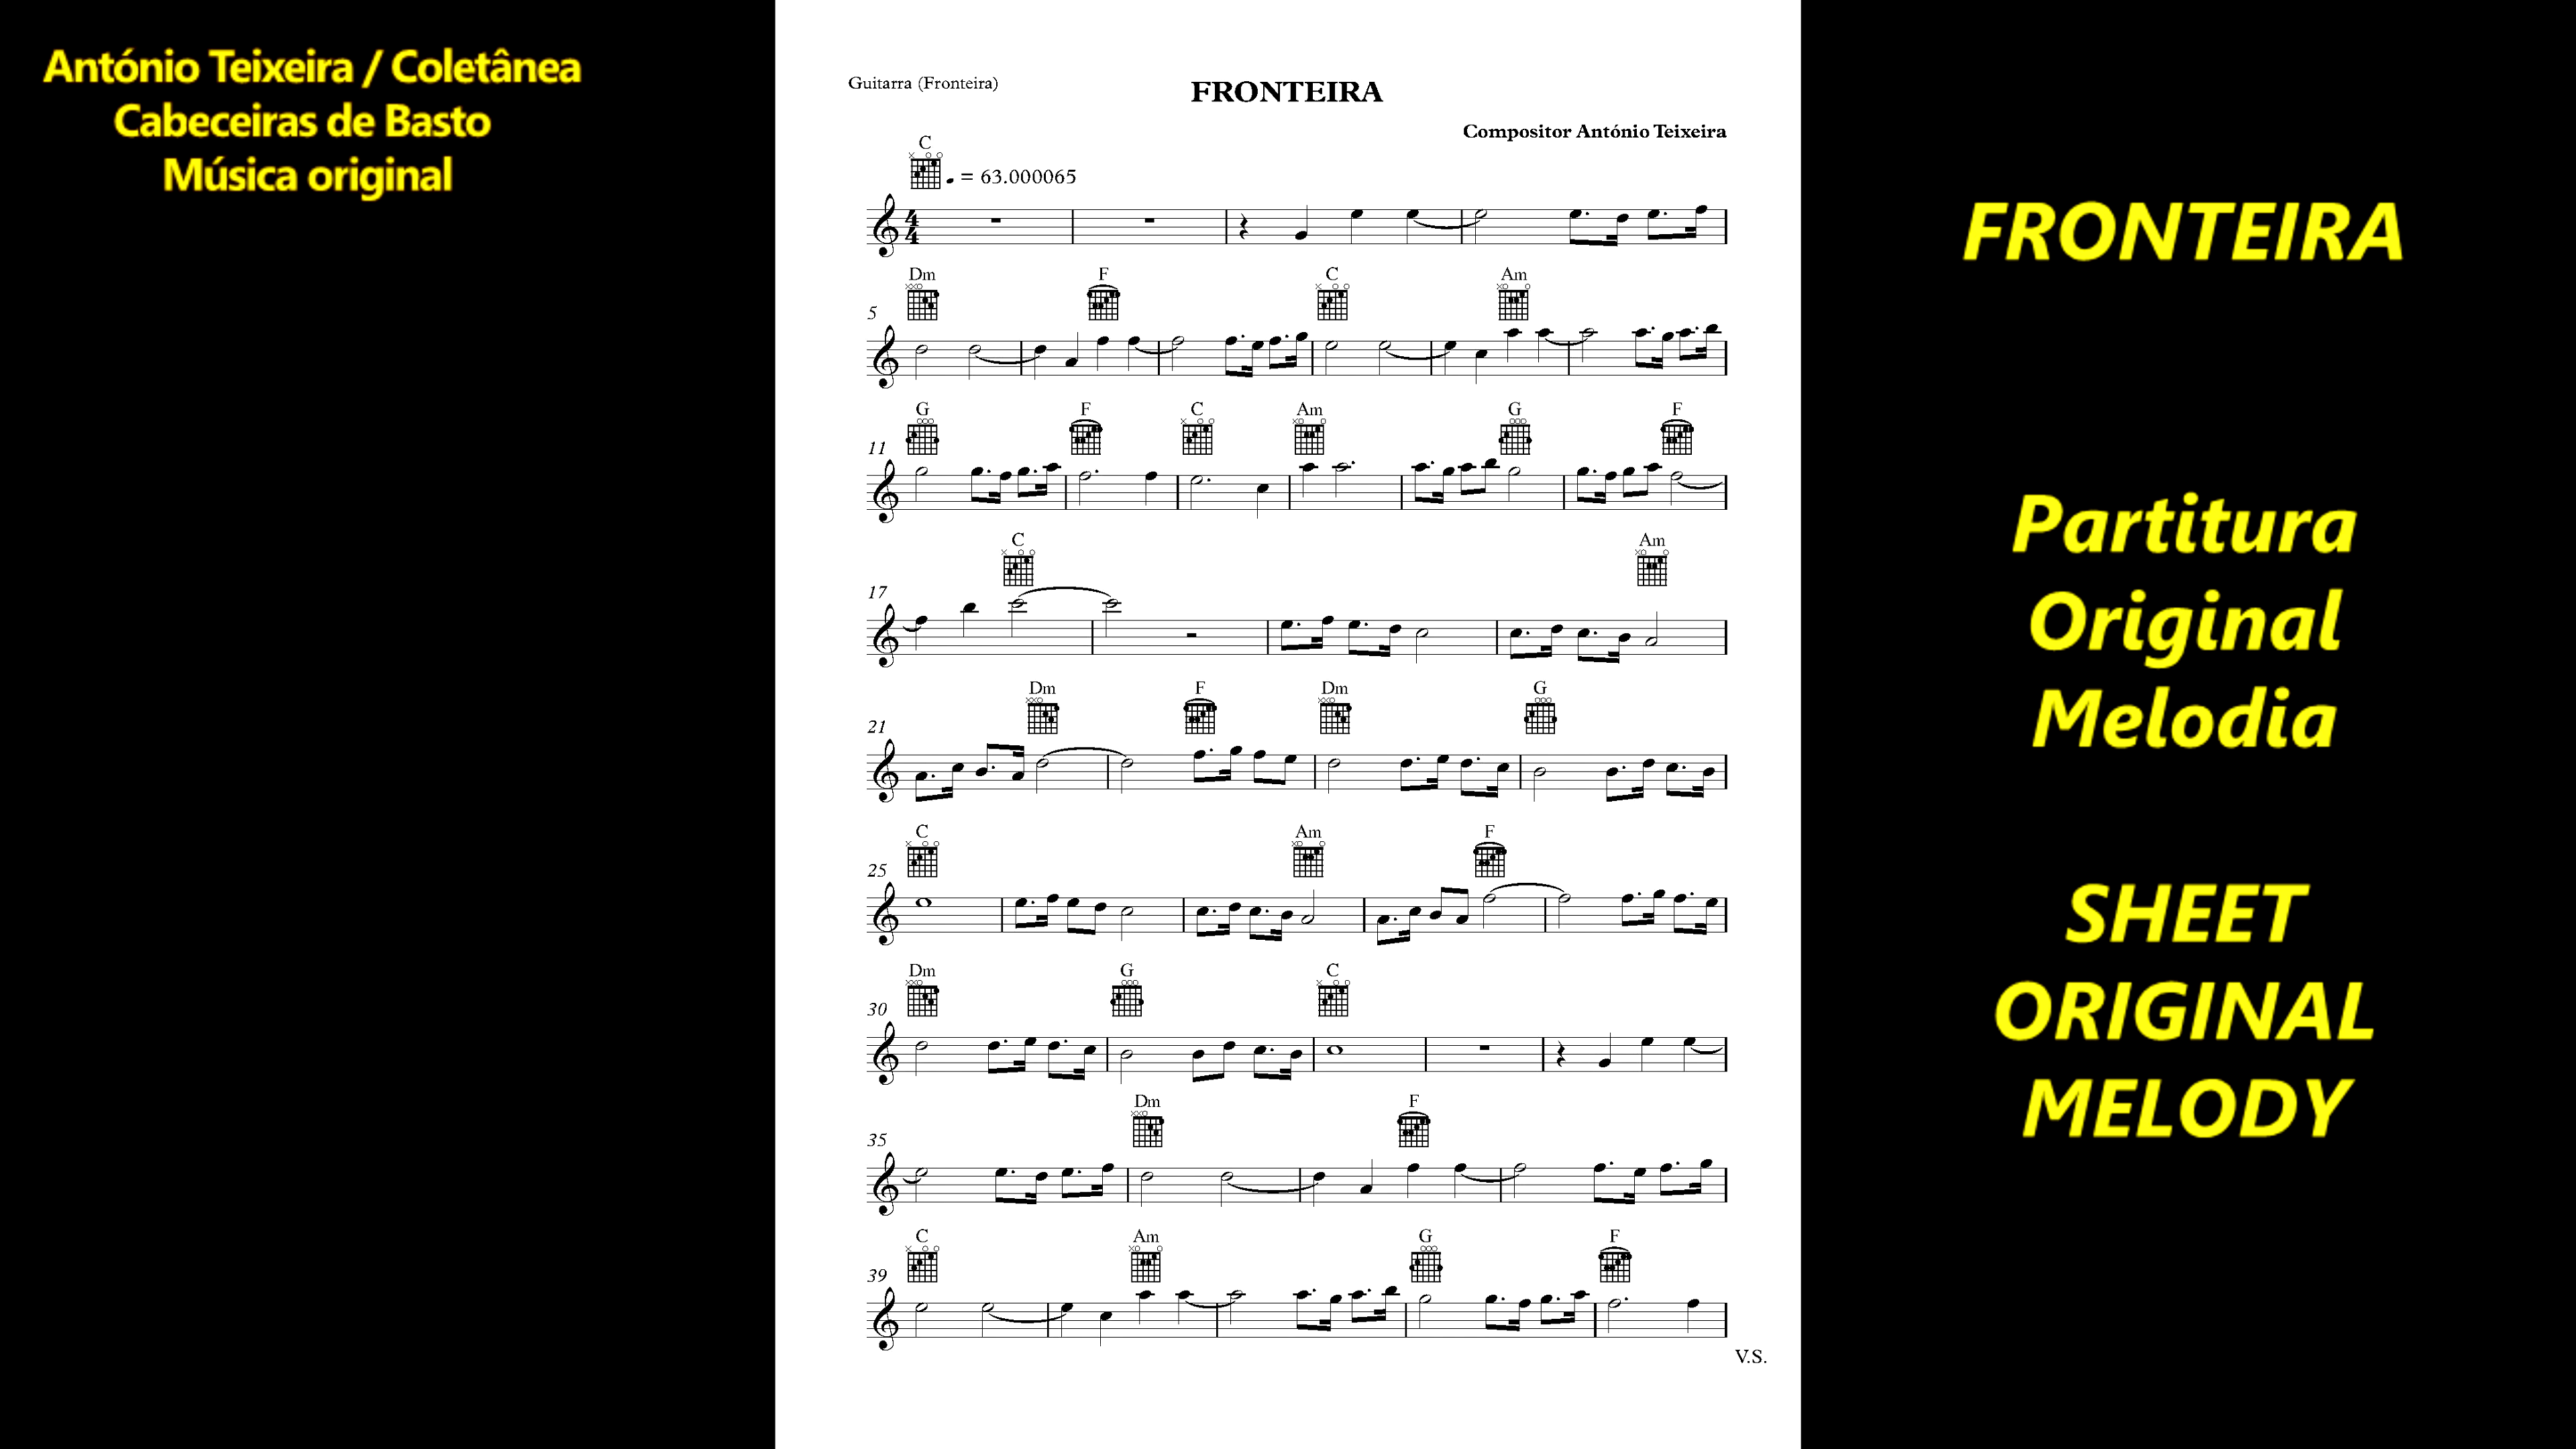 António Teixeira / Coletânea
Cabeceiras de Basto
Música original
Guitarra (Fronteira)
FRONTEIRA
Compositor António Teixeira
C
= 63.000065
4
4
Dm F C Am
5
G F C Am G F
11
C Am
17
Dm F Dm G
21
C Am F
25
Dm G C
30
Dm F
35
C Am G F
39
V.S.
FRONTEIRA
Partitura
Original
Melodia
SHEET
ORIGINAL
MELODY